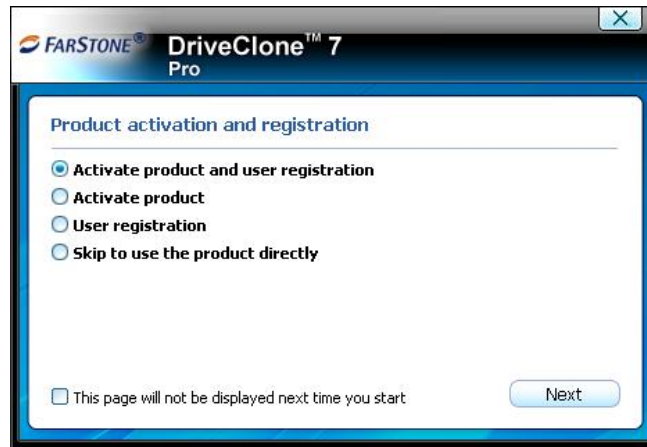 FARSTONE® DriveClone™ 7
Pro
Product activation and registration
Activate product and user registration
Activate product
User registration
Skip to use the product directly
This page will not be displayed next time you start
Next